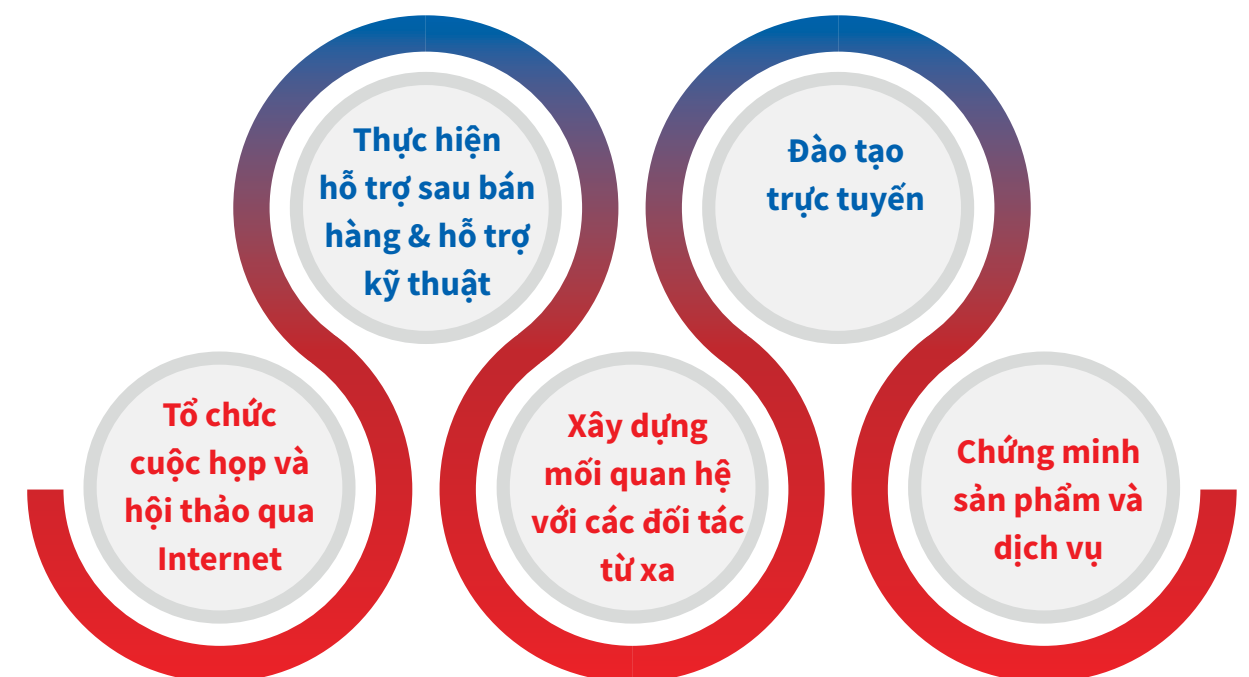 Thực hiện
hỗ trợ sau bán
hàng & hỗ trợ
kỹ thuật
Đào tạo
trực tuyến
Tổ chức
cuộc họp và
hội thảo qua
Internet
Xây dựng
mối quan hệ
với các đối tác
từ xa
Chứng minh
sản phẩm và
dịch vụ